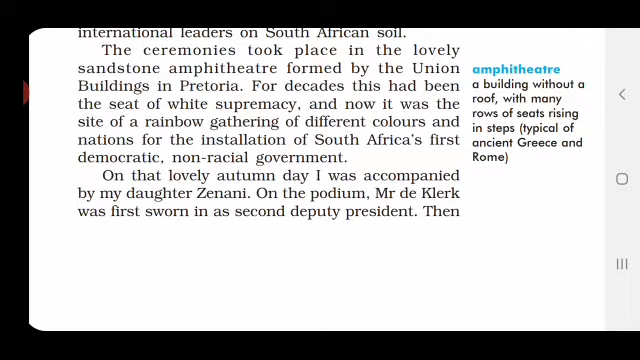 international leaders on South African soil.
The ceremonies took place in the lovely
sandstone amphitheatre formed by the Union
Buildings in Pretoria. For decades this had been
the seat of white supremacy, and now it was the
site of a rainbow gathering of different colours and
nations for the installation of South Africa's first
democratic, non-racial government.
On that lovely autumn day I was accompanied
by my daughter Zenani. On the podium, Mr de Klerk
was first sworn in as second deputy president. Then
amphitheatre
a building without a
roof, with many
rows of seats rising
in steps (typical of
ancient Greece and
Rome)